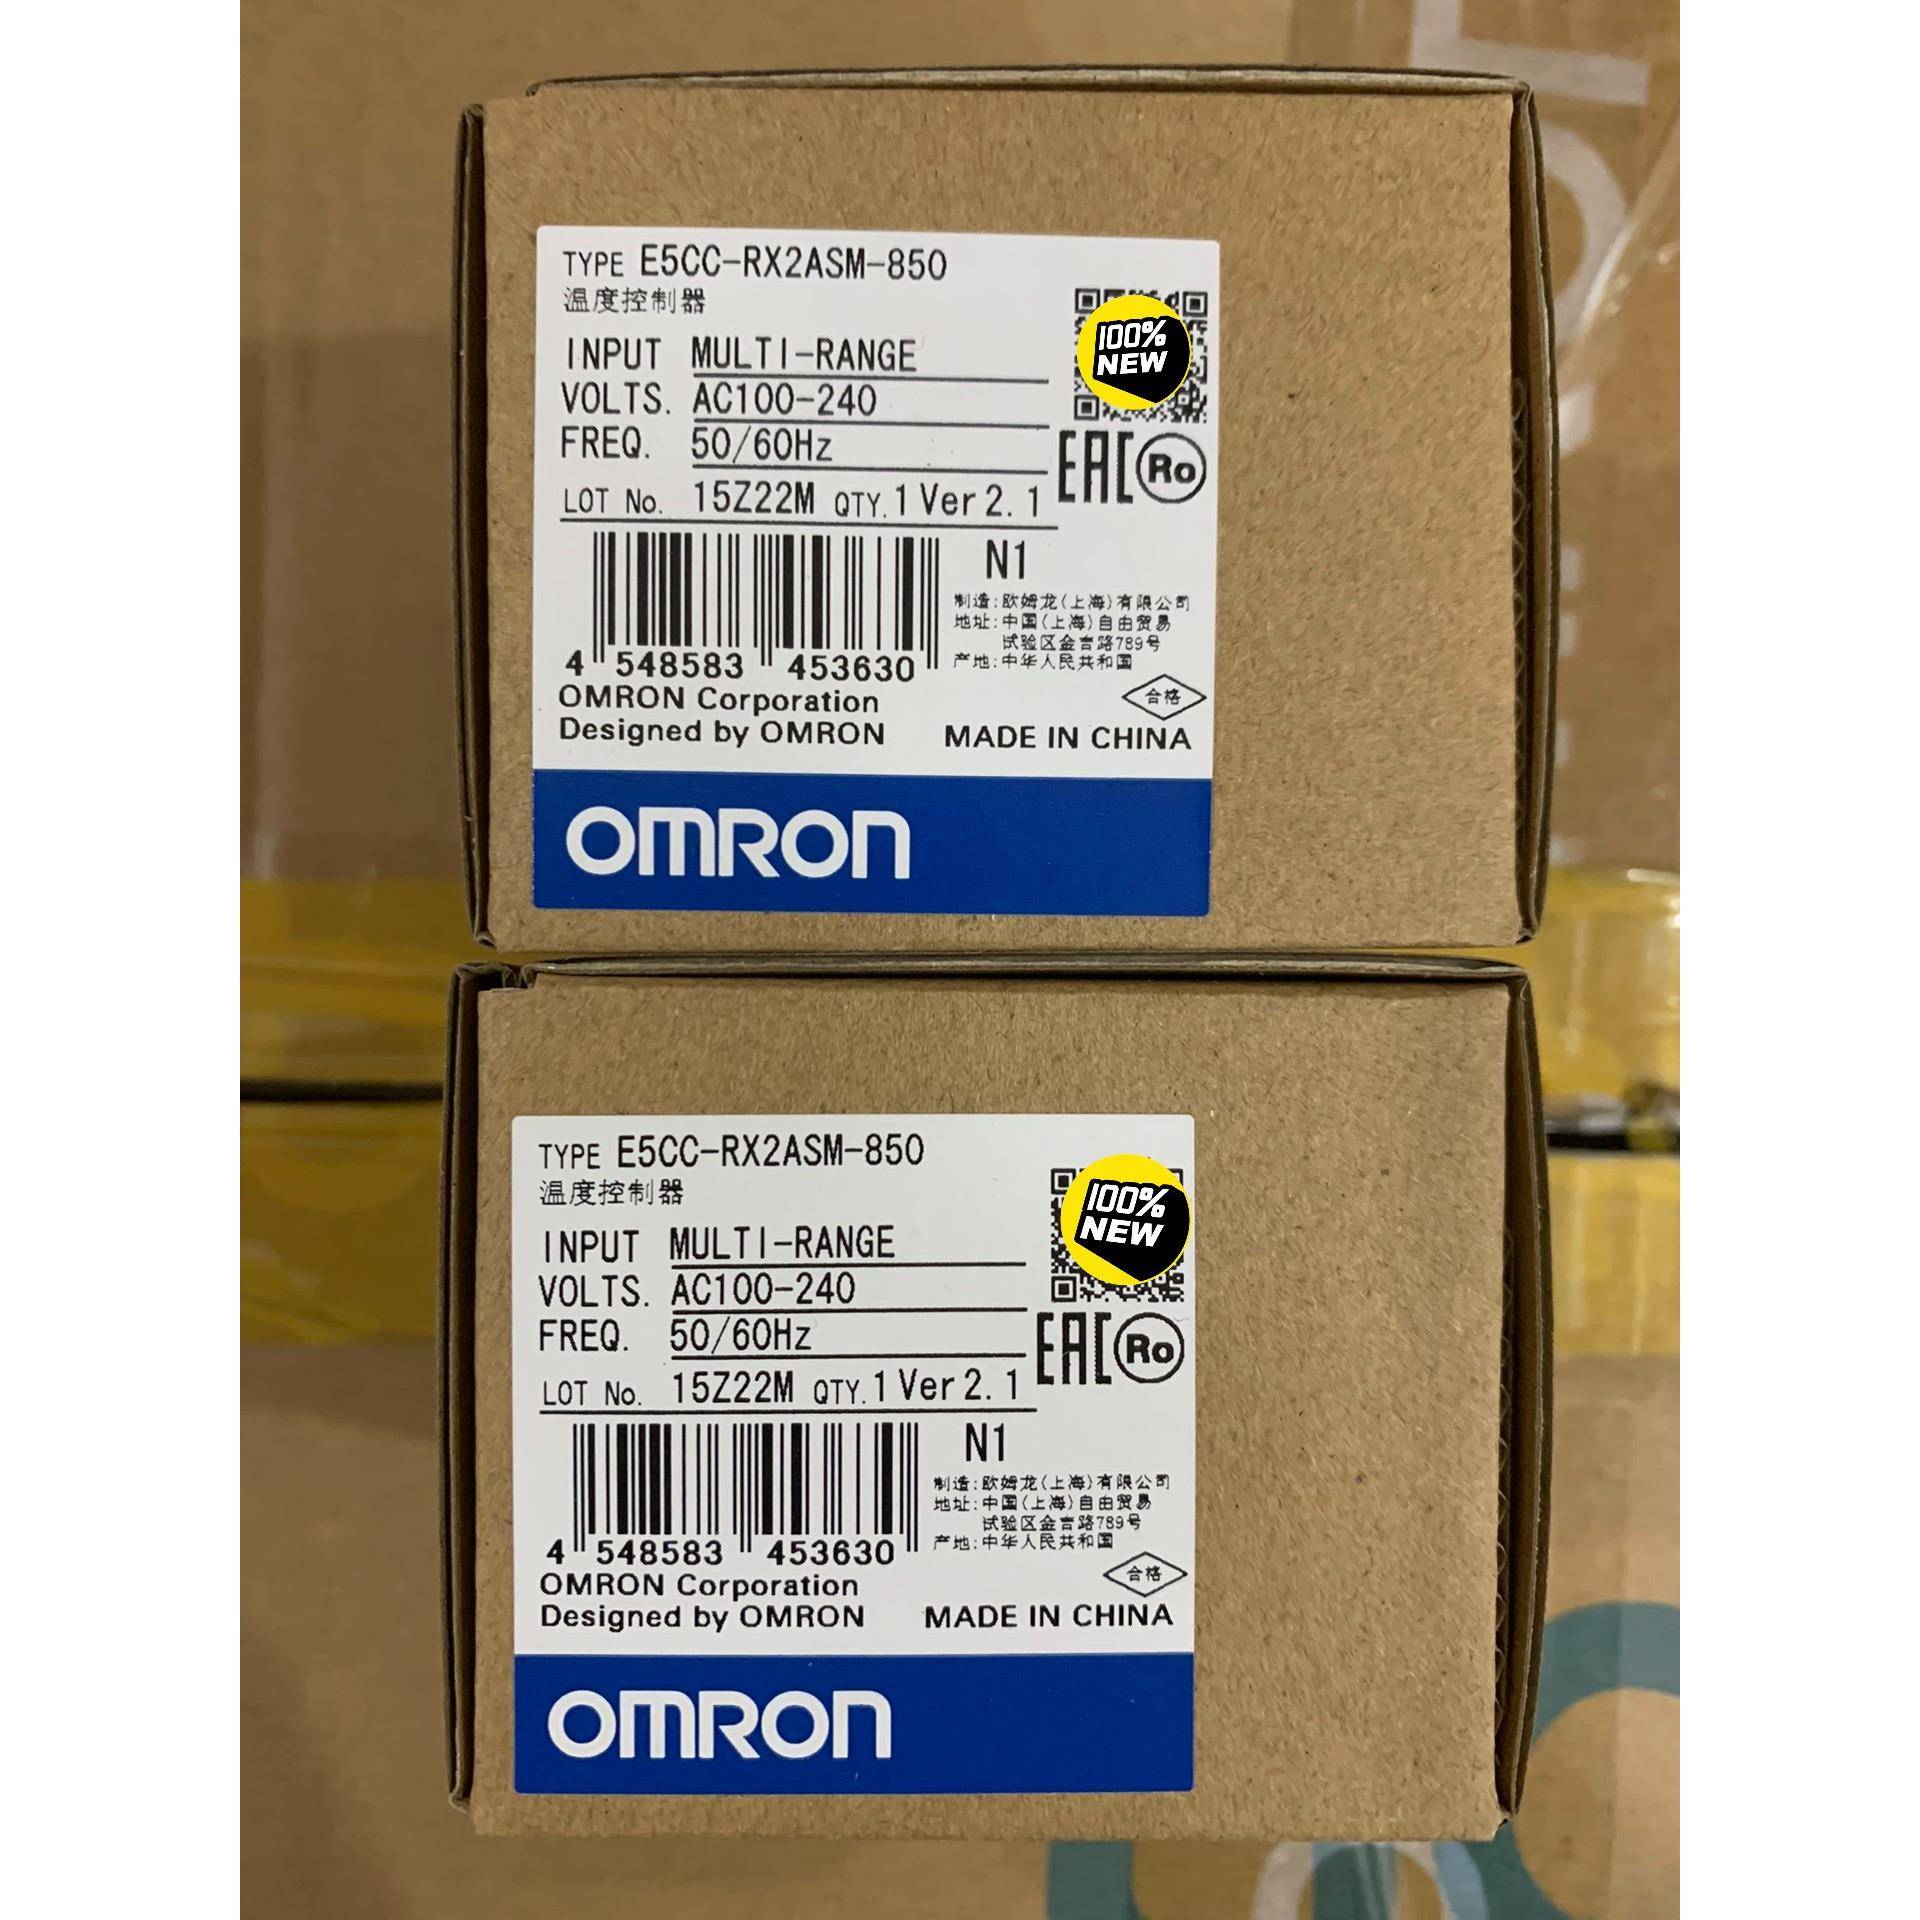 TYPE E5CC-RX2ASM-850
温度控制器
INPUT MULTI-RANGE
VOLTS. AC100-240
FREQ. 50/60Hz
LOT No. 15Z22M QTY. 1 Ver 2.1
100%
NEW
EAC Ro
N1
制造:欧姆龙(上海)有限公司
地址:中国(上海)自由贸易
试验区金吉路789号
产地:中华人民共和国
4 548583 453630
合格
OMRON Corporation
Designed by OMRON MADE IN CHINA
OMRON
TYPE E5CC-RX2ASM-850
温度控制器
INPUT MULTI-RANGE
VOLTS. AC100-240
FREQ. 50/60Hz
LOT No. 15Z22M QTY. 1 Ver 2.1
100%
NEW
EAC Ro
N1
制造:欧姆龙(上海)有限公司
地址:中国(上海)自由贸易
试验区金吉路789号
产地:中华人民共和国
4 548583 453630
合格
OMRON Corporation
Designed by OMRON MADE IN CHINA
OMRON